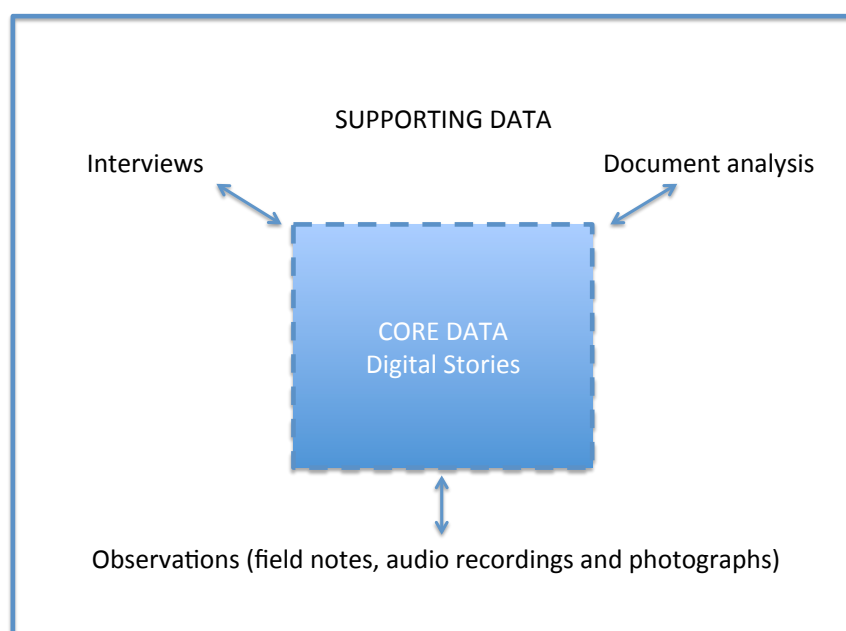 SUPPORTING DATA
Interviews
Document analysis
CORE DATA
Digital Stories
Observations (field notes, audio recordings and photographs)